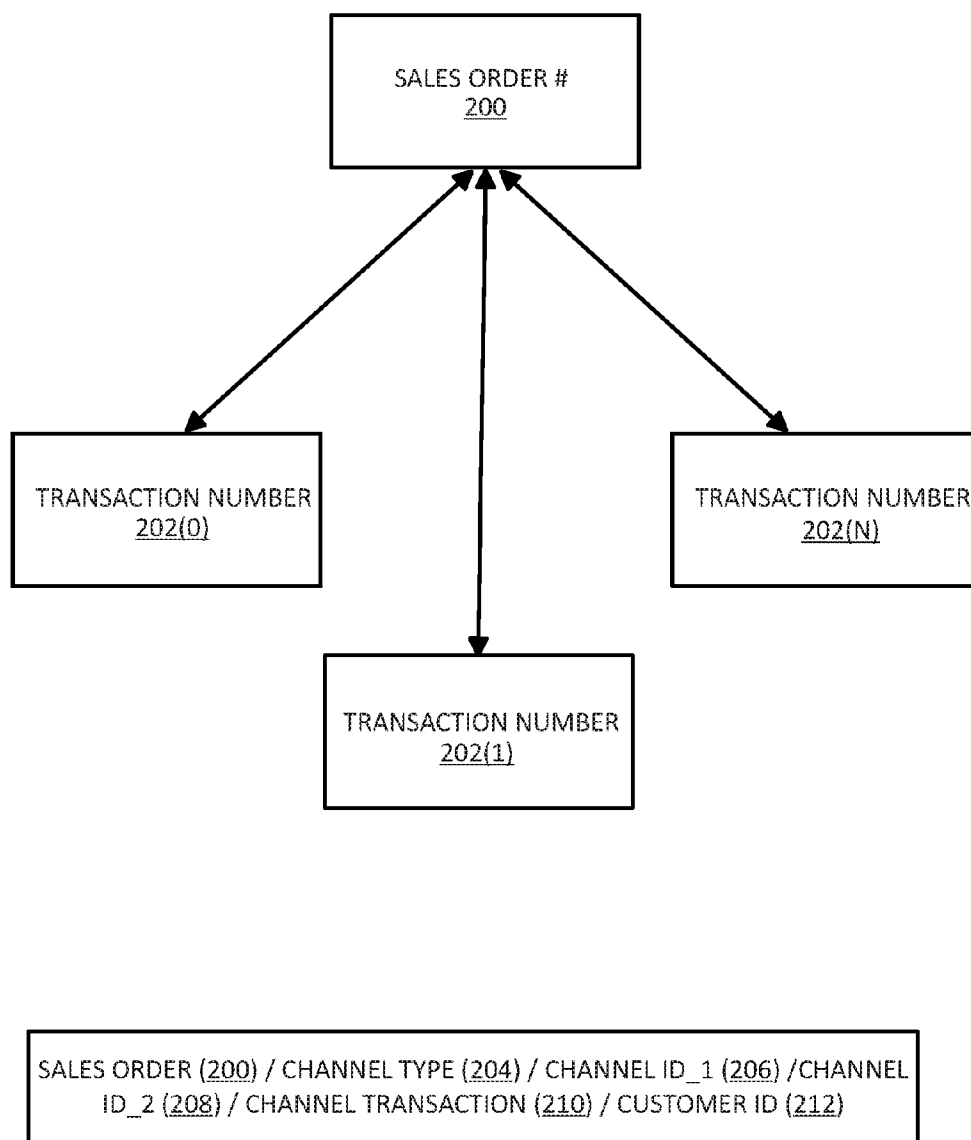 SALES ORDER #
200
TRANSACTION NUMBER
202(0)
TRANSACTION NUMBER
202(N)
TRANSACTION NUMBER
202(1)
SALES ORDER (200) / CHANNEL TYPE (204) / CHANNEL ID_1 (206) /CHANNEL
ID_2 (208) / CHANNEL TRANSACTION (210) / CUSTOMER ID (212)